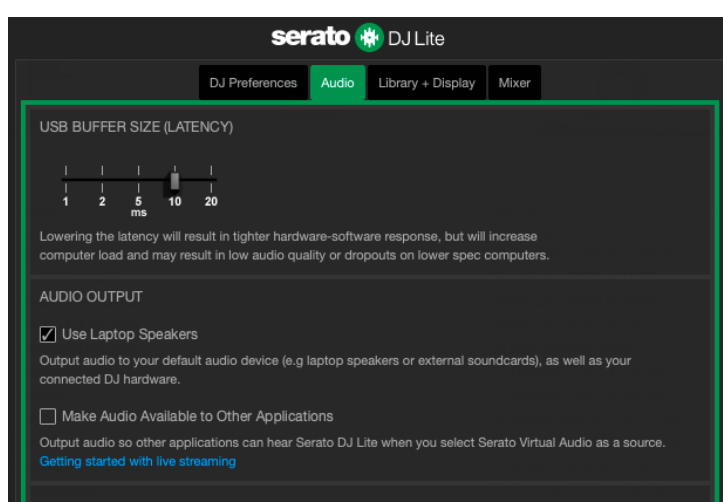 serato DJ Lite
DJ Preferences Audio Library + Display Mixer
USB BUFFER SIZE (LATENCY)
1 2 5 10 20
ms
Lowering the latency will result in tighter hardware-software response, but will increase
computer load and may result in low audio quality or dropouts on lower spec computers.
AUDIO OUTPUT
Use Laptop Speakers
Output audio to your default audio device (e.g laptop speakers or external soundcards), as well as your
connected DJ hardware.
Make Audio Available to Other Applications
Output audio so other applications can hear Serato DJ Lite when you select Serato Virtual Audio as a source.
Getting started with live streaming